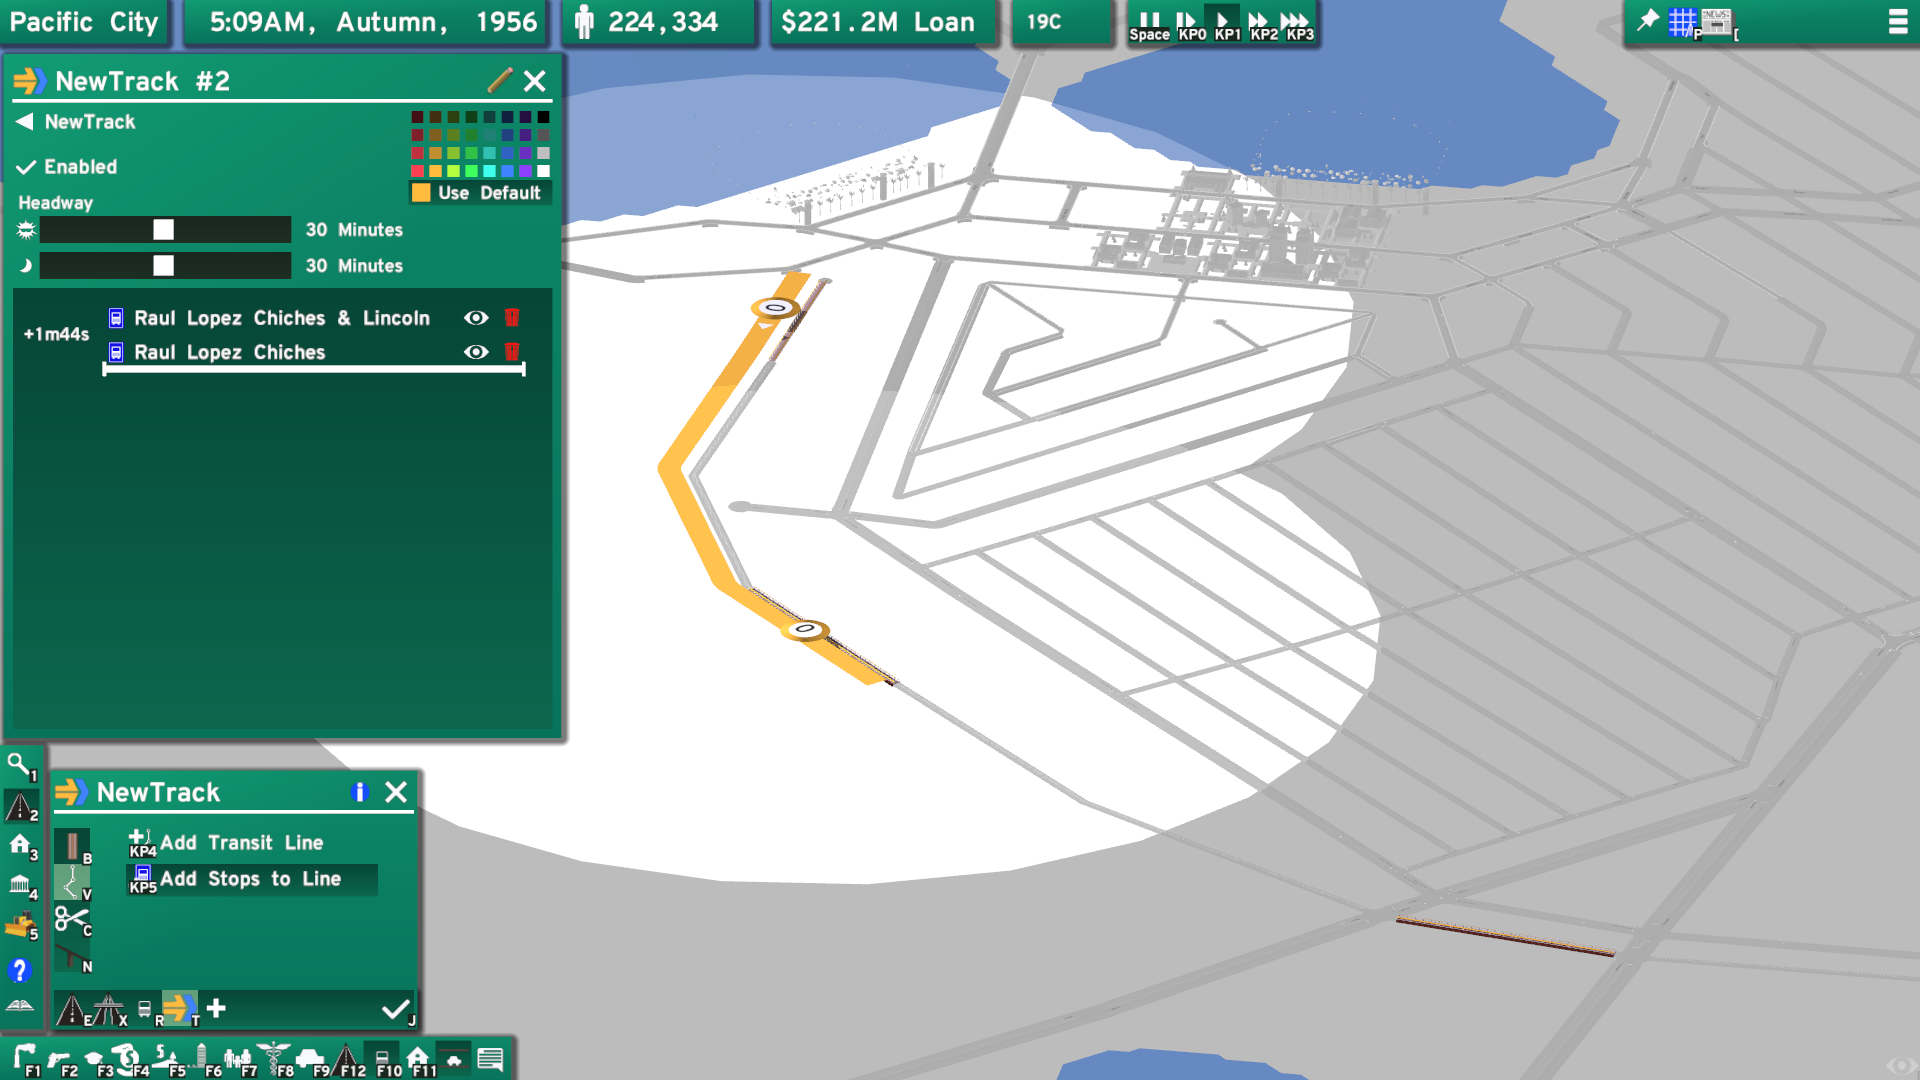 Pacific City
5:09AM, Autumn, 1956
224,334
$221.2M Loan
19C
Space KP0 KP1 KP2 KP3
P [
NEWS
NewTrack #2
NewTrack
Enabled
Use Default
Headway
30 Minutes
30 Minutes
+1m44s
Raul Lopez Chiches & Lincoln
Raul Lopez Chiches
1
2
3
4
5
?
NewTrack
i
B
V
C
N
KP4 Add Transit Line
KP5 Add Stops to Line
E X R T J
F1 F2 F3 F4 F5 F6 F7 F8 F9 F12 F10 F11